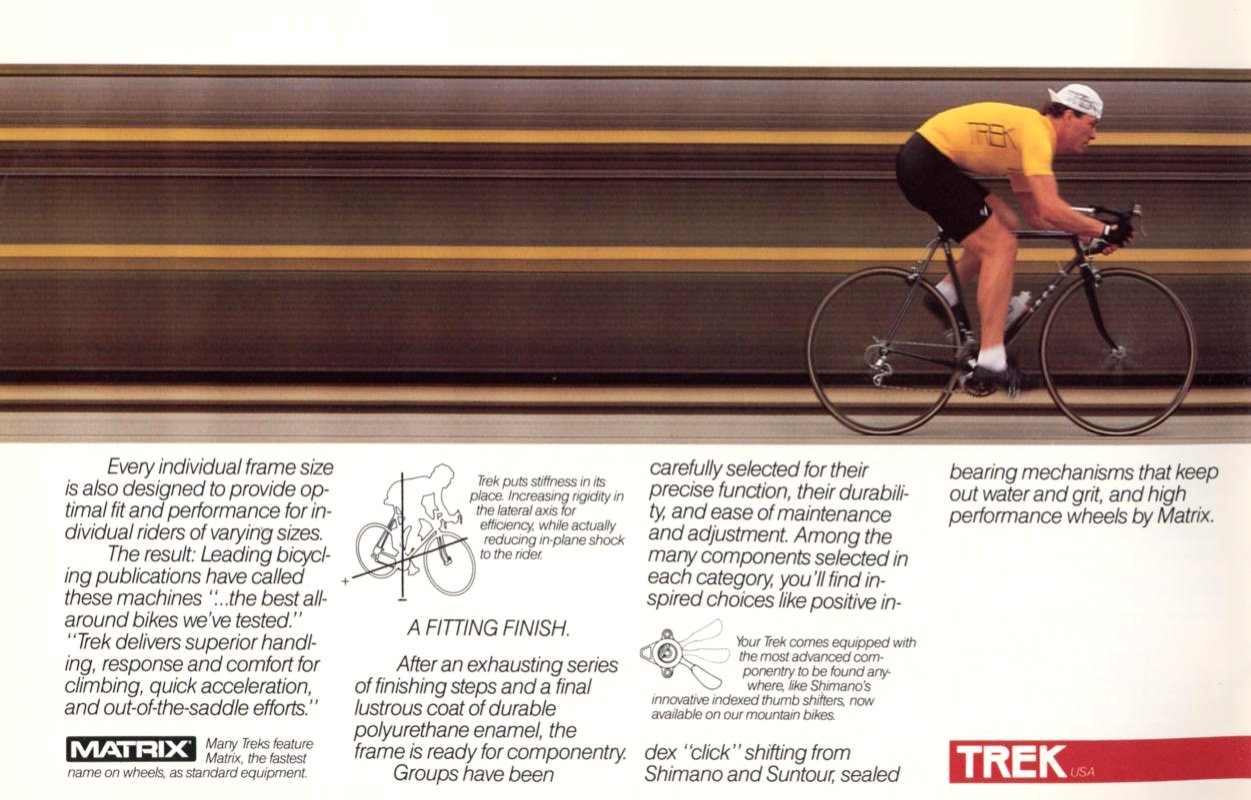 TREK
TREK
Every individual frame size
is also designed to provide op-
timal fit and performance for in-
dividual riders of varying sizes.
The result: Leading bicycl-
ing publications have called
these machines "...the best all-
around bikes we've tested."
"Trek delivers superior handl-
ing, response and comfort for
climbing, quick acceleration,
and out-of-the-saddle efforts."
MATRIX
Many Treks feature
Matrix, the fastest
name on wheels, as standard equipment.
Trek puts stiffness in its
place. Increasing rigidity in
the lateral axis for
efficiency, while actually
reducing in-plane shock
to the rider.
+
–
A FITTING FINISH.
After an exhausting series
of finishing steps and a final
lustrous coat of durable
polyurethane enamel, the
frame is ready for componentry.
Groups have been
carefully selected for their
precise function, their durabili-
ty, and ease of maintenance
and adjustment. Among the
many components selected in
each category, you'll find in-
spired choices like positive in-
Your Trek comes equipped with
the most advanced com-
ponentry to be found any-
where, like Shimano's
innovative indexed thumb shifters, now
available on our mountain bikes.
dex "click" shifting from
Shimano and Suntour, sealed
bearing mechanisms that keep
out water and grit, and high
performance wheels by Matrix.
TREK USA